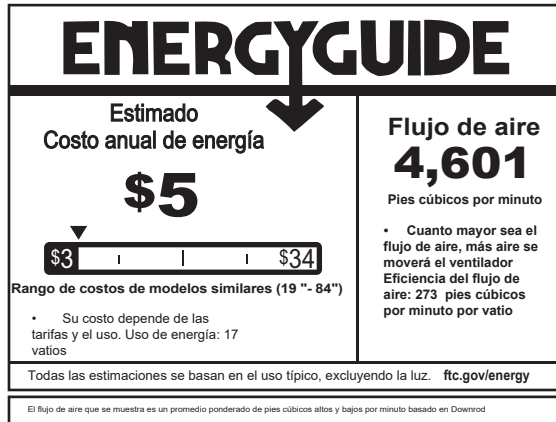 ENERGYGUIDE
Estimado
Costo anual de energía
$5
$3 $34
Rango de costos de modelos similares (19 "- 84")
• Su costo depende de las
tarifas y el uso. Uso de energía: 17
vatios
Flujo de aire
4,601
Pies cúbicos por minuto
• Cuanto mayor sea el
flujo de aire, más aire se
moverá el ventilador
Eficiencia del flujo de
aire: 273 pies cúbicos
por minuto por vatio
Todas las estimaciones se basan en el uso típico, excluyendo la luz. ftc.gov/energy
El flujo de aire que se muestra es un promedio ponderado de pies cúbicos altos y bajos por minuto basado en Downrod